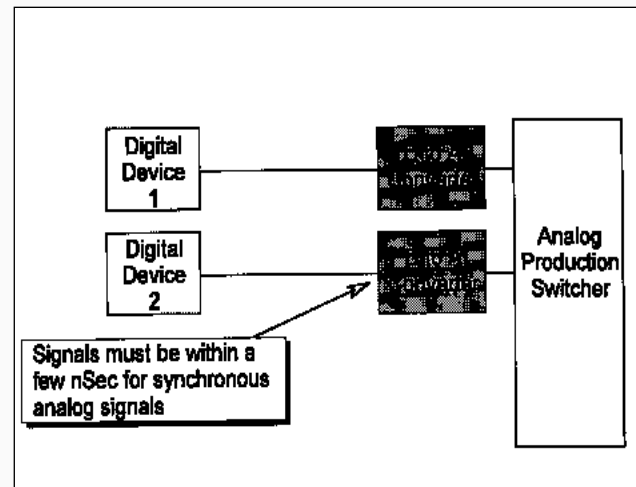 Digital
Device
1
Digital
Device
2
Analog
Production
Switcher
Signals must be within a
few nSec for synchronous
analog signals